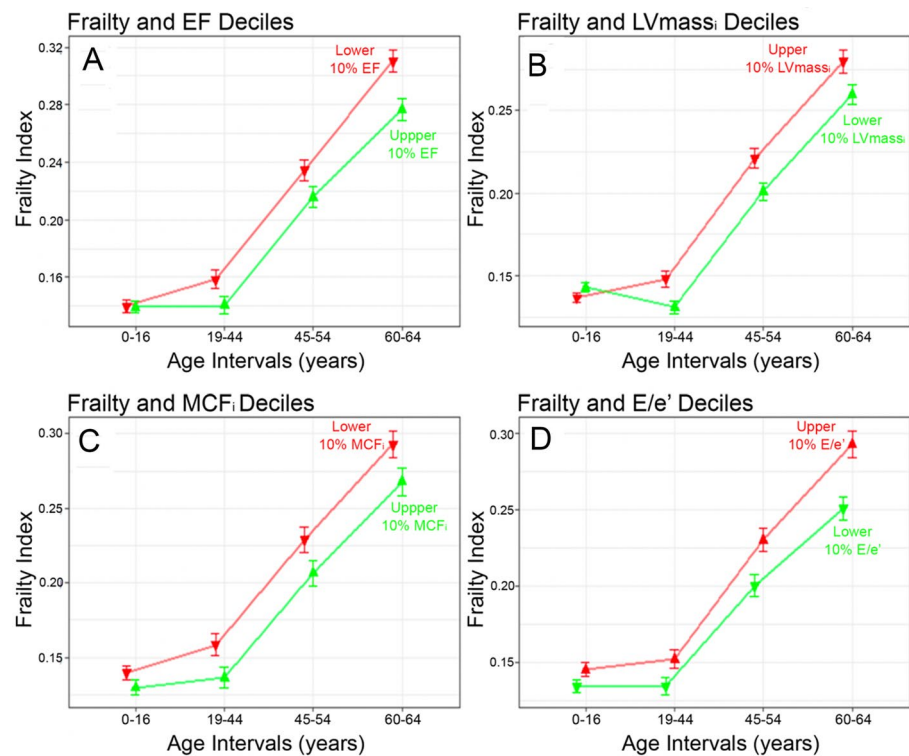 Frailty and EF Deciles
A
Lower
10% EF
Uppper
10% EF
Frailty Index
0.32
0.28
0.24
0.20
0.16
0-16 19-44 45-54 60-64
Age Intervals (years)
Frailty and LVmassᵢ Deciles
B
Upper
10% LVmassᵢ
Lower
10% LVmassᵢ
Frailty Index
0.25
0.20
0.15
0-16 19-44 45-54 60-64
Age Intervals (years)
Frailty and MCFᵢ Deciles
C
Lower
10% MCFᵢ
Uppper
10% MCFᵢ
Frailty Index
0.30
0.25
0.20
0.15
0-16 19-44 45-54 60-64
Age Intervals (years)
Frailty and E/e’ Deciles
D
Upper
10% E/e’
Lower
10% E/e’
Frailty Index
0.30
0.25
0.20
0.15
0-16 19-44 45-54 60-64
Age Intervals (years)